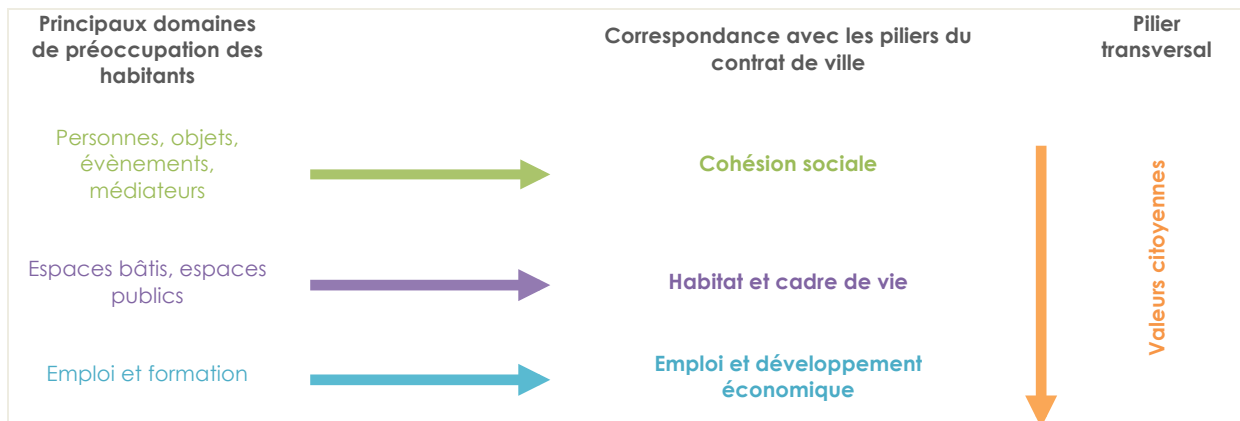 Principaux domaines
de préoccupation des
habitants
Correspondance avec les piliers du
contrat de ville
Pilier
transversal
Personnes, objets,
évènements,
médiateurs
Cohésion sociale
Espaces bâtis, espaces
publics
Habitat et cadre de vie
Emploi et formation
Emploi et développement
économique
Valeurs citoyennes